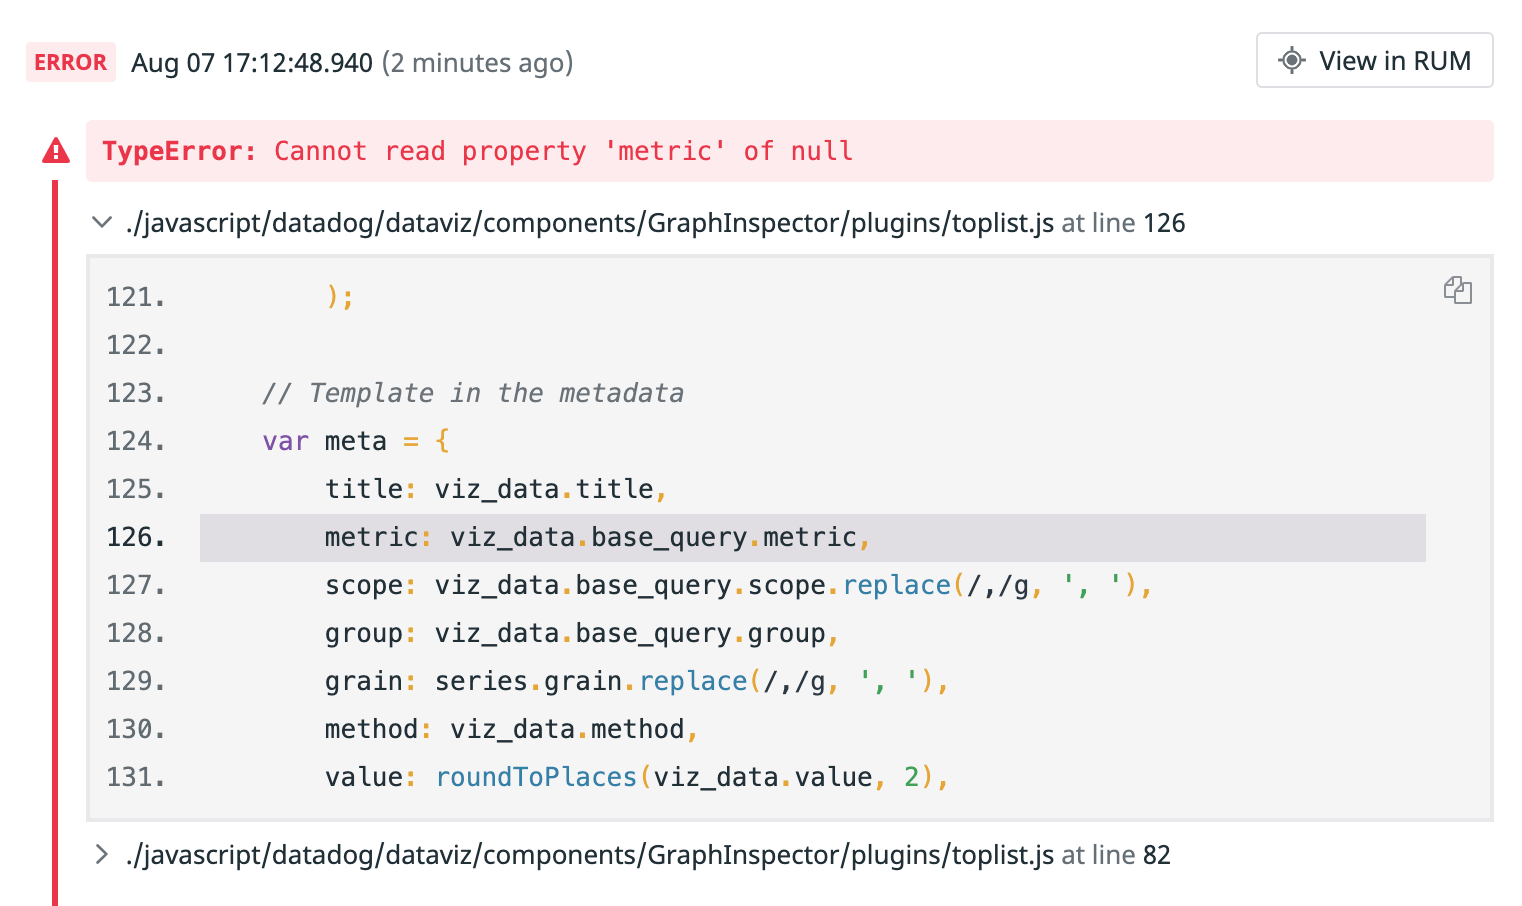 ERROR Aug 07 17:12:48.940 (2 minutes ago) View in RUM
TypeError: Cannot read property 'metric' of null
./javascript/datadog/dataviz/components/GraphInspector/plugins/toplist.js at line 126
121. );
122.
123. // Template in the metadata
124. var meta = {
125. title: viz_data.title,
126. metric: viz_data.base_query.metric,
127. scope: viz_data.base_query.scope.replace(/,/g, ', '),
128. group: viz_data.base_query.group,
129. grain: series.grain.replace(/,/g, ', '),
130. method: viz_data.method,
131. value: roundToPlaces(viz_data.value, 2),
./javascript/datadog/dataviz/components/GraphInspector/plugins/toplist.js at line 82